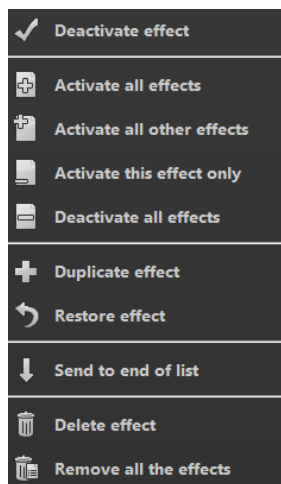 Deactivate effect
Activate all effects
Activate all other effects
Activate this effect only
Deactivate all effects
Duplicate effect
Restore effect
Send to end of list
Delete effect
Remove all the effects